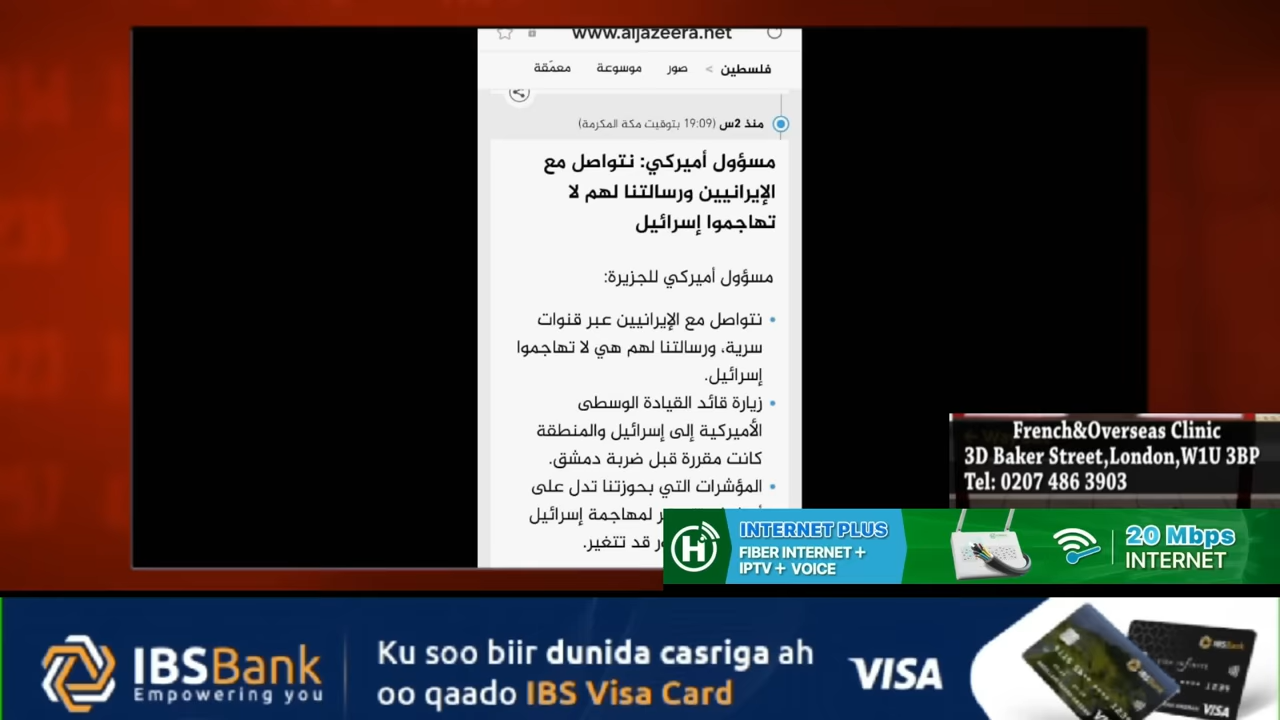 www.aljazeera.net
فلسطين > صور موسوعة معمّقة
منذ 2س (19:09 بتوقيت مكة المكرمة)
مسؤول أميركي: نتواصل مع
الإيرانيين ورسالتنا لهم لا
تهاجموا إسرائيل
مسؤول أميركي للجزيرة:
• نتواصل مع الإيرانيين عبر قنوات
سرية، ورسالتنا لهم هي لا تهاجموا
إسرائيل.
• زيارة قائد القيادة الوسطى
الأميركية إلى إسرائيل والمنطقة
كانت مقررة قبل ضربة دمشق.
• المؤشرات التي بحوزتنا تدل على
لمهاجمة إسرائيل
قد تتغير.
French&Overseas Clinic
3D Baker Street,London,W1U 3BP
Tel: 0207 486 3903
H
INTERNET PLUS
FIBER INTERNET +
IPTV + VOICE
20 Mbps
INTERNET
IBSBank
Empowering you
Ku soo biir dunida casriga ah
oo qaado IBS Visa Card
VISA
IBSBank
VISA